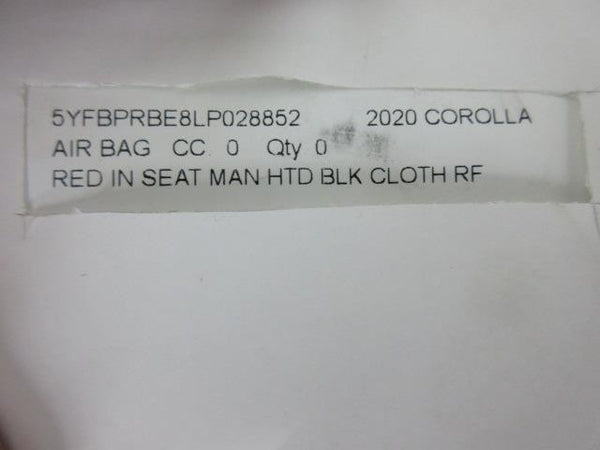 5YFBPRBE8LP028852 2020 COROLLA
AIR BAG CC 0 Qty 0
RED IN SEAT MAN HTD BLK CLOTH RF